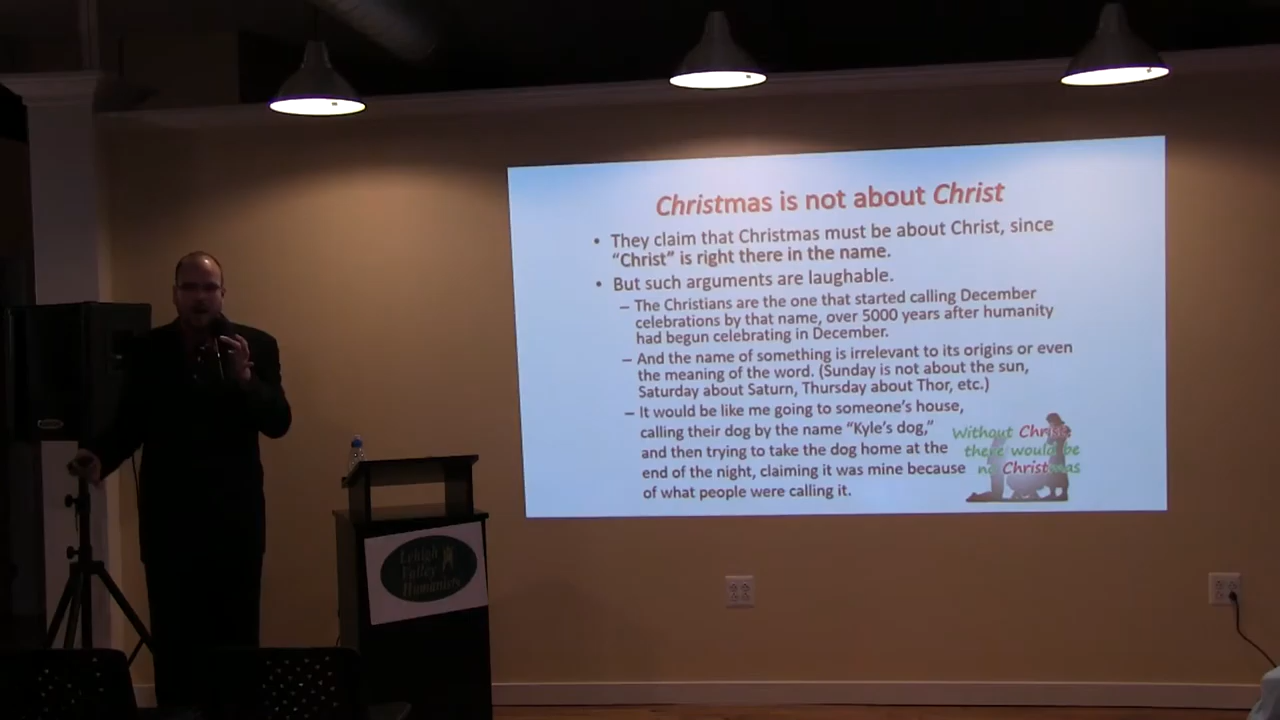 Christmas is not about Christ
• They claim that Christmas must be about Christ, since
“Christ” is right there in the name.
• But such arguments are laughable.
– The Christians are the one that started calling December
celebrations by that name, over 5000 years after humanity
had begun celebrating in December.
– And the name of something is irrelevant to its origins or even
the meaning of the word. (Sunday is not about the sun,
Saturday about Saturn, Thursday about Thor, etc.)
– It would be like me going to someone’s house,
calling their dog by the name “Kyle’s dog,”
and then trying to take the dog home at the
end of the night, claiming it was mine because
of what people were calling it.
Without Christ
there would be
no Christmas
Lehigh
Valley
Humanists